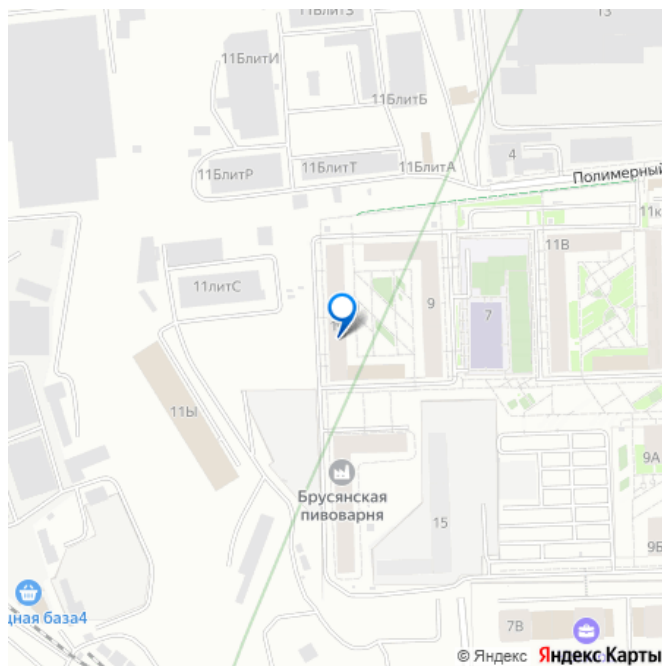 11БлитЗ
13
11БлитИ
11БлитБ
4
11БлитР
11БлитТ
11БлитА
Полимерный
11к
11В
11литС
9
7
11Ы
9А
Брусянская
пивоварня
15
9Б
база4
7В
© Яндекс
Яндекс Карты